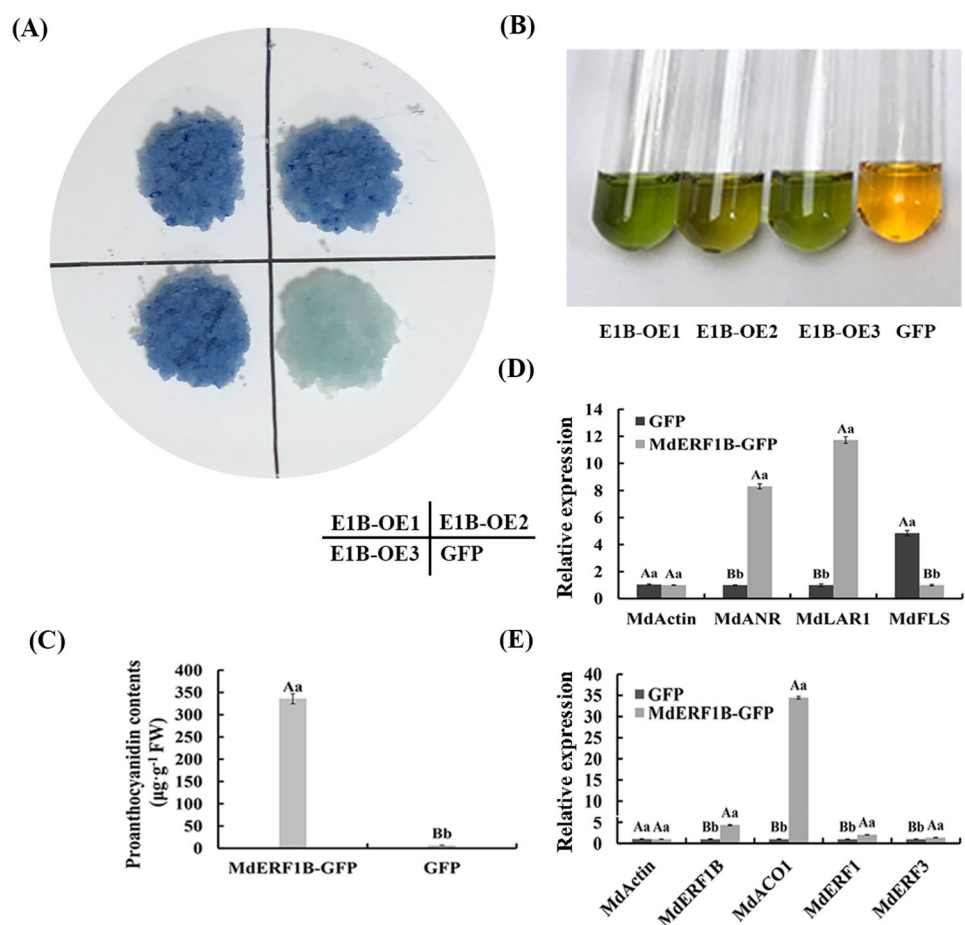 (A)
(B)
E1B-OE1 E1B-OE2 E1B-OE3 GFP
E1B-OE1 E1B-OE2
E1B-OE3 GFP
(C)
Proanthocyanidin contents
(µg·g⁻¹ FW)
400
350
300
250
200
150
100
50
0
Aa
Bb
MdERF1B-GFP GFP
(D)
Relative expression
14
12
10
8
6
4
2
0
GFP
MdERF1B-GFP
Aa Aa Bb Aa Bb Aa Aa Bb
MdActin MdANR MdLAR1 MdFLS
(E)
Relative expression
40
35
30
25
20
15
10
5
0
GFP
MdERF1B-GFP
Aa Aa Bb Aa Bb Aa Bb Aa Bb Aa
MdActin MdERF1B MdACO1 MdERF1 MdERF3